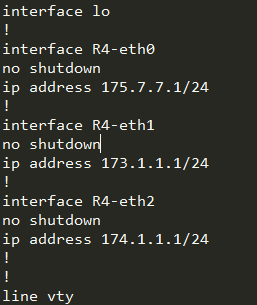 interface lo
!
interface R4-eth0
no shutdown
ip address 175.7.7.1/24
!
interface R4-eth1
no shutdown
ip address 173.1.1.1/24
!
interface R4-eth2
no shutdown
ip address 174.1.1.1/24
!
!
line vty